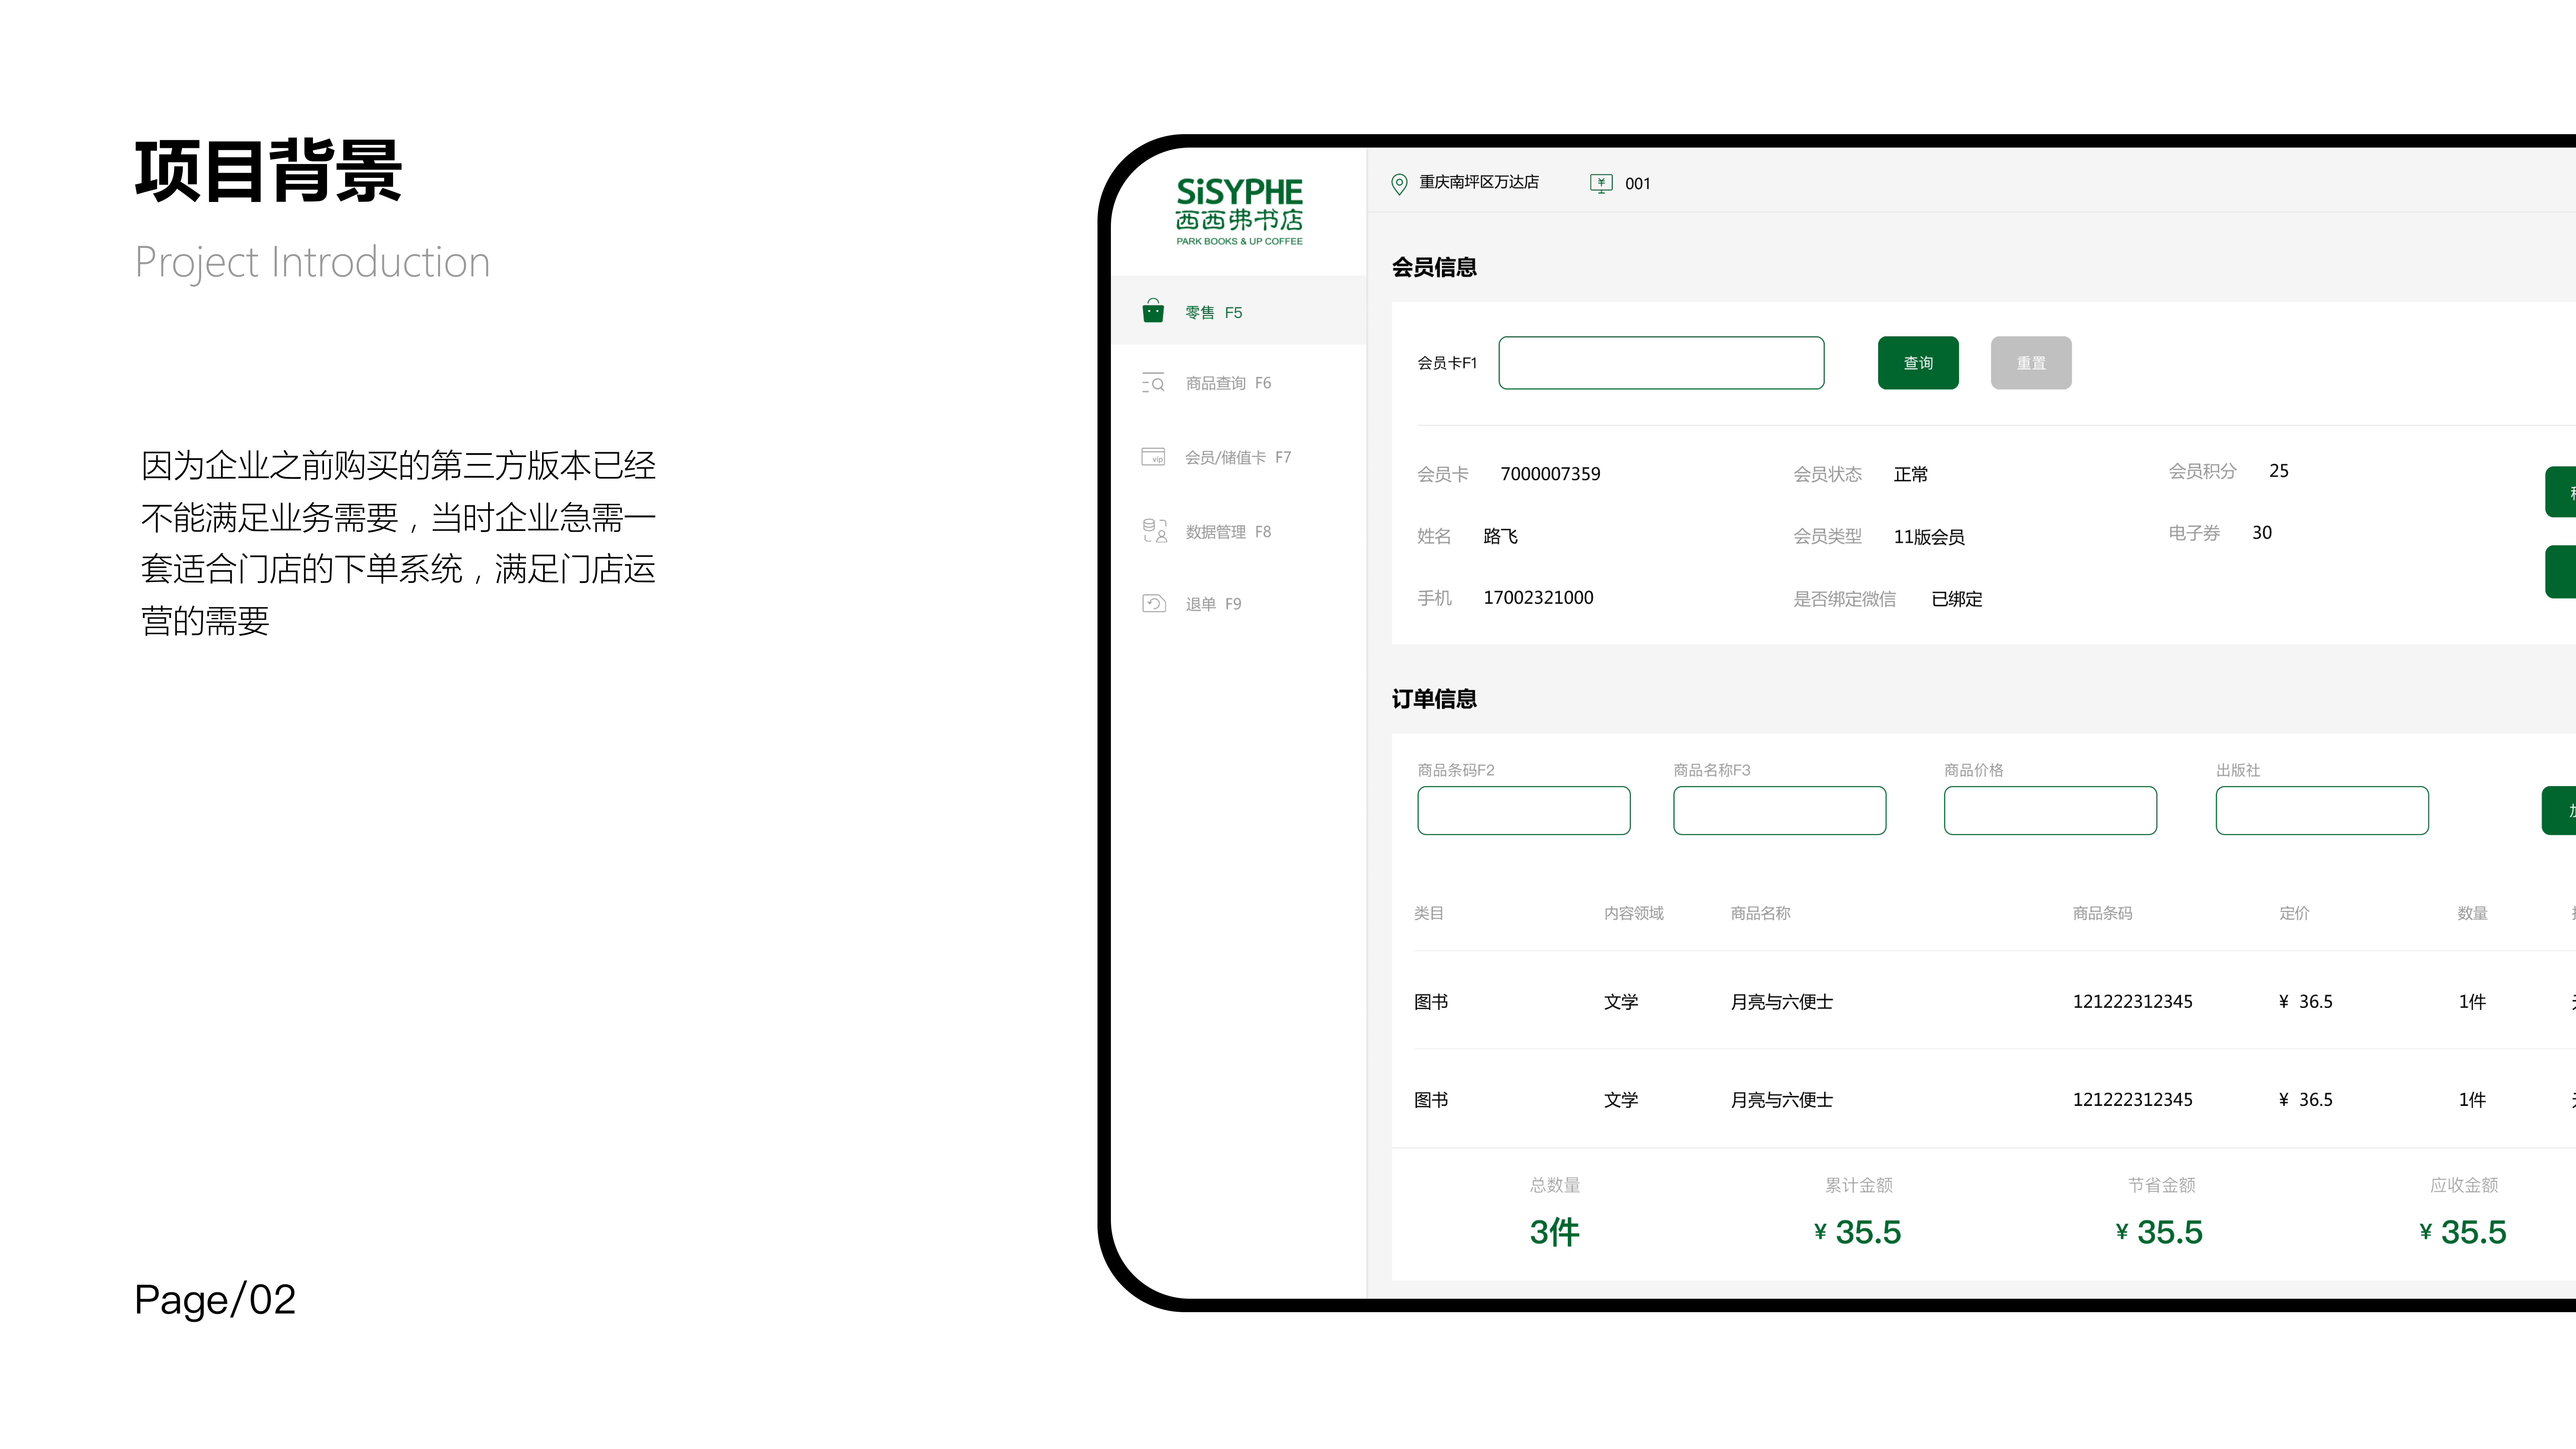 项目背景
Project Introduction
因为企业之前购买的第三方版本已经
不能满足业务需要，当时企业急需一
套适合门店的下单系统，满足门店运
营的需要
Page/02
SiSYPHE
西西弗书店
PARK BOOKS & UP COFFEE
零售 F5
商品查询 F6
会员/储值卡 F7
vip
数据管理 F8
退单 F9
重庆南坪区万达店 ¥ 001
会员信息
会员卡F1 查询 重置
会员卡 7000007359 会员状态 正常 会员积分 25
姓名 路飞 会员类型 11版会员 电子券 30
手机 17002321000 是否绑定微信 已绑定
订单信息
商品条码F2 商品名称F3 商品价格 出版社
类目 内容领域 商品名称 商品条码 定价 数量
图书 文学 月亮与六便士 121222312345 ¥ 36.5 1件
图书 文学 月亮与六便士 121222312345 ¥ 36.5 1件
总数量 累计金额 节省金额 应收金额
3件 ¥ 35.5 ¥ 35.5 ¥ 35.5